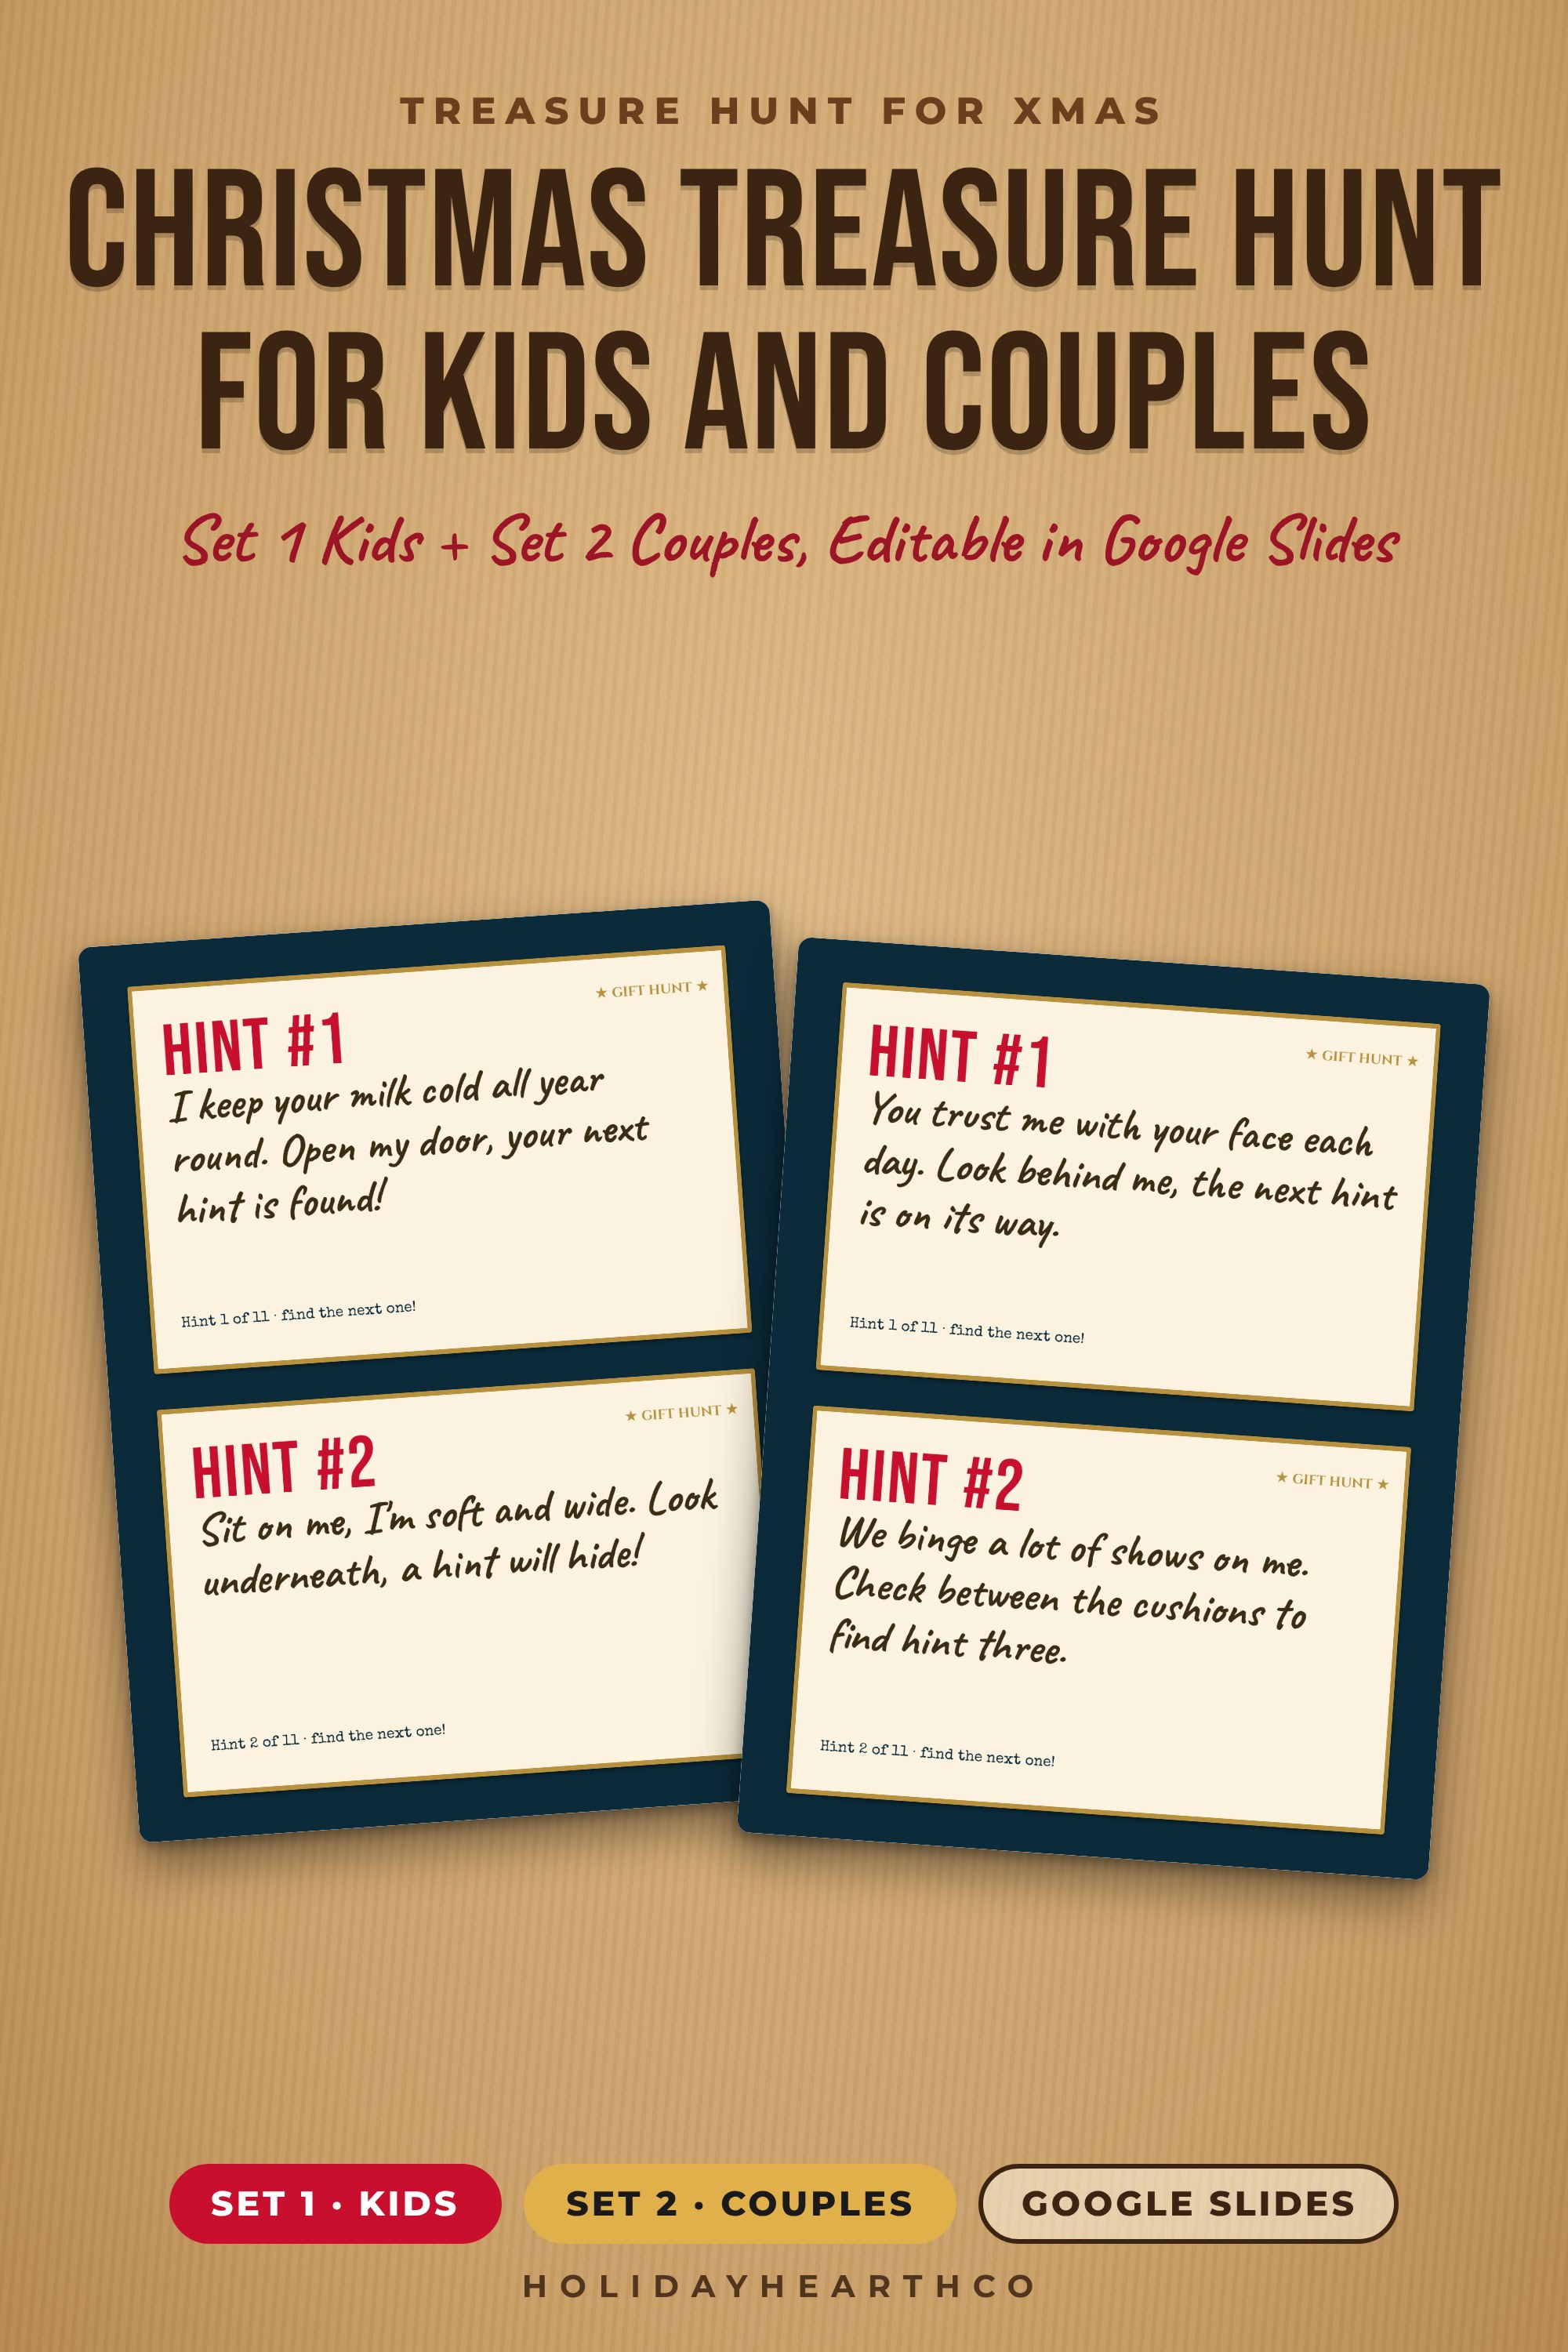 TREASURE HUNT FOR XMAS
CHRISTMAS TREASURE HUNT
FOR KIDS AND COUPLES
Set 1 Kids + Set 2 Couples, Editable in Google Slides
★ GIFT HUNT ★
HINT #1
I keep your milk cold all year
round. Open my door, your next
hint is found!
Hint 1 of 11 · find the next one!
★ GIFT HUNT ★
HINT #2
Sit on me, I'm soft and wide. Look
underneath, a hint will hide!
Hint 2 of 11 · find the next one!
★ GIFT HUNT ★
HINT #1
You trust me with your face each
day. Look behind me, the next hint
is on its way.
Hint 1 of 11 · find the next one!
★ GIFT HUNT ★
HINT #2
We binge a lot of shows on me.
Check between the cushions to
find hint three.
Hint 2 of 11 · find the next one!
SET 1 • KIDS
SET 2 • COUPLES
GOOGLE SLIDES
HOLIDAYHEARTHCO